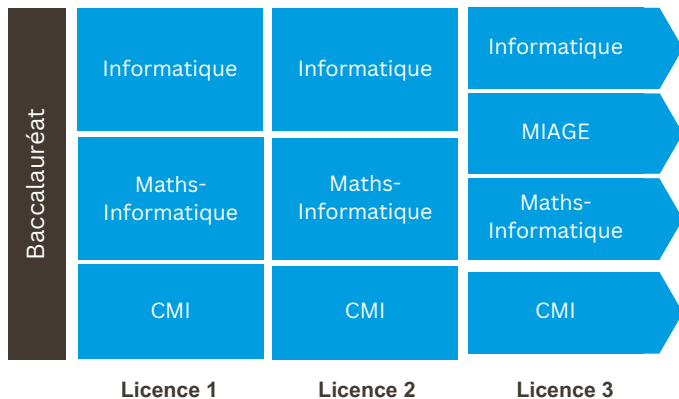 Baccalauréat
Informatique
Informatique
Informatique
MIAGE
Maths-
Informatique
Maths-
Informatique
Maths-
Informatique
CMI
CMI
CMI
Licence 1
Licence 2
Licence 3